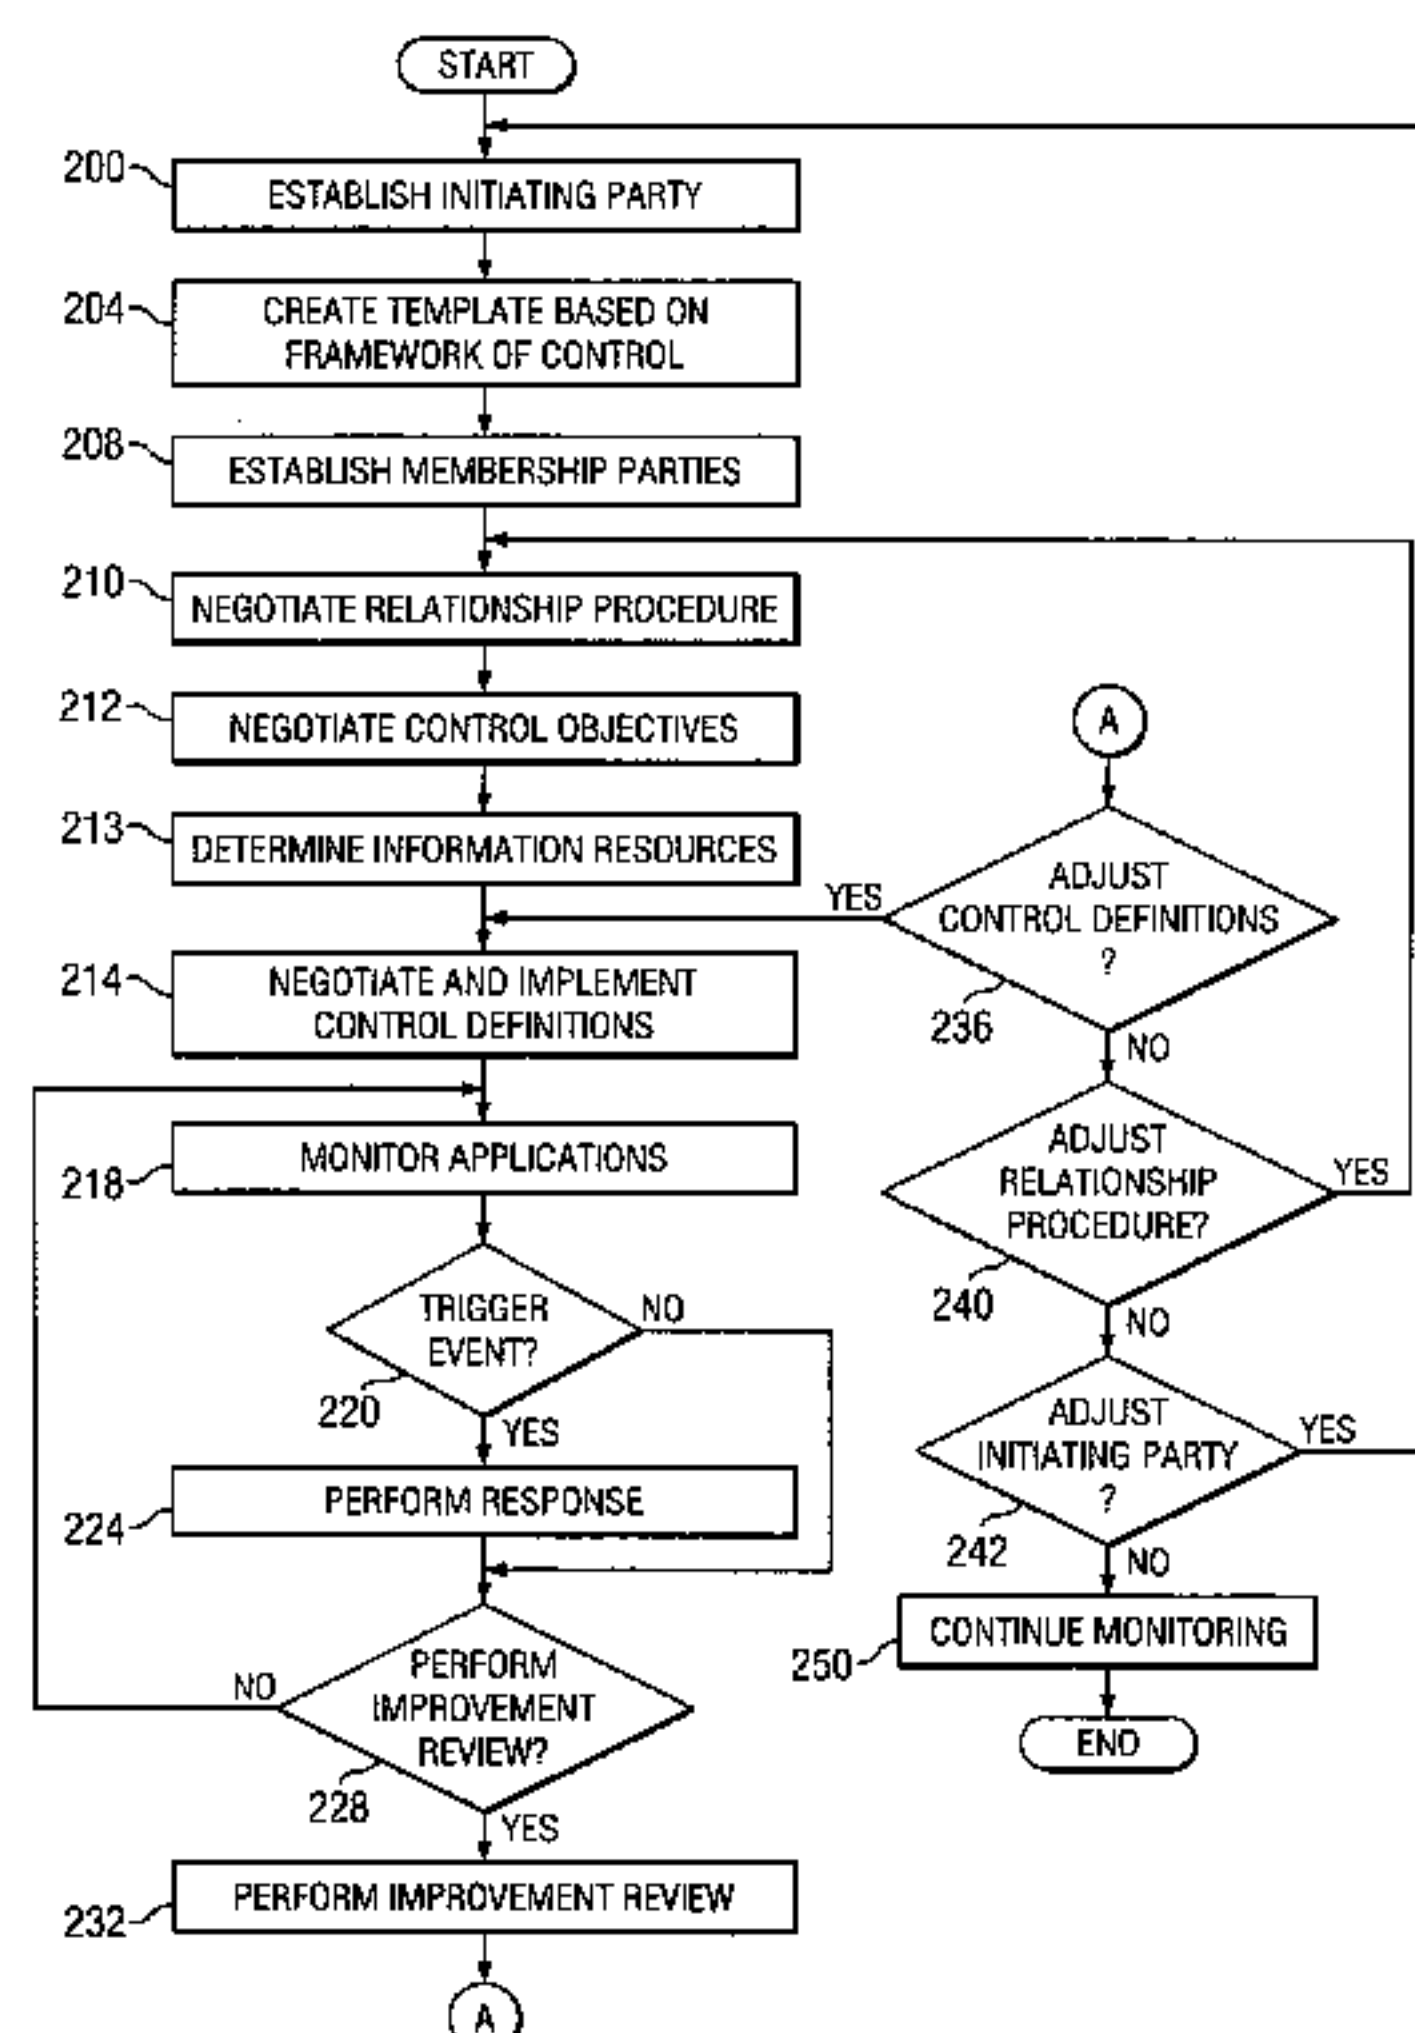 START
200
ESTABLISH INITIATING PARTY
204
CREATE TEMPLATE BASED ON
FRAMEWORK OF CONTROL
208
ESTABLISH MEMBERSHIP PARTIES
210
NEGOTIATE RELATIONSHIP PROCEDURE
212
NEGOTIATE CONTROL OBJECTIVES
213
DETERMINE INFORMATION RESOURCES
214
NEGOTIATE AND IMPLEMENT
CONTROL DEFINITIONS
218
MONITOR APPLICATIONS
TRIGGER
EVENT?
NO
220
YES
224
PERFORM RESPONSE
PERFORM
IMPROVEMENT
REVIEW?
NO
228
YES
232
PERFORM IMPROVEMENT REVIEW
A
A
YES
ADJUST
CONTROL DEFINITIONS
?
236
NO
ADJUST
RELATIONSHIP
PROCEDURE?
YES
240
NO
ADJUST
INITIATING PARTY
?
YES
242
NO
250
CONTINUE MONITORING
END